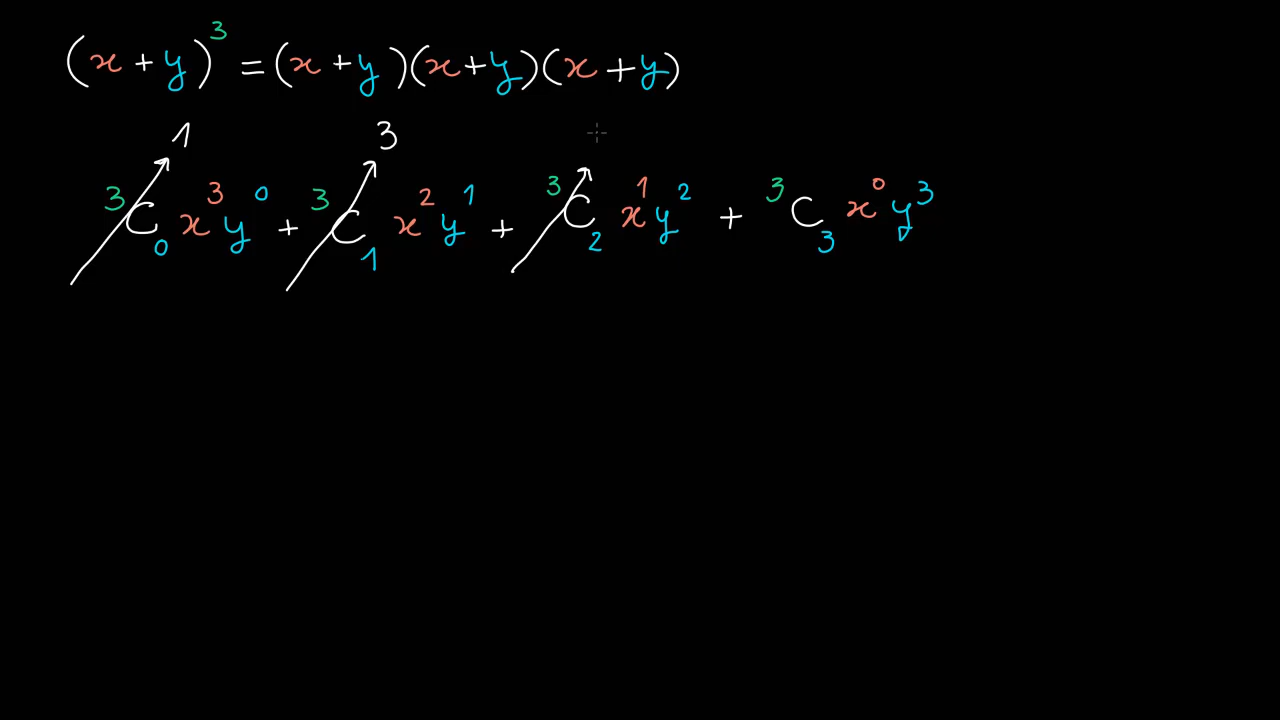 (x + y)³ = (x + y)(x + y)(x + y)
1 3
³C₀ x³ y⁰ + ³C₁ x² y¹ + ³C₂ x¹ y² + ³C₃ x⁰ y³